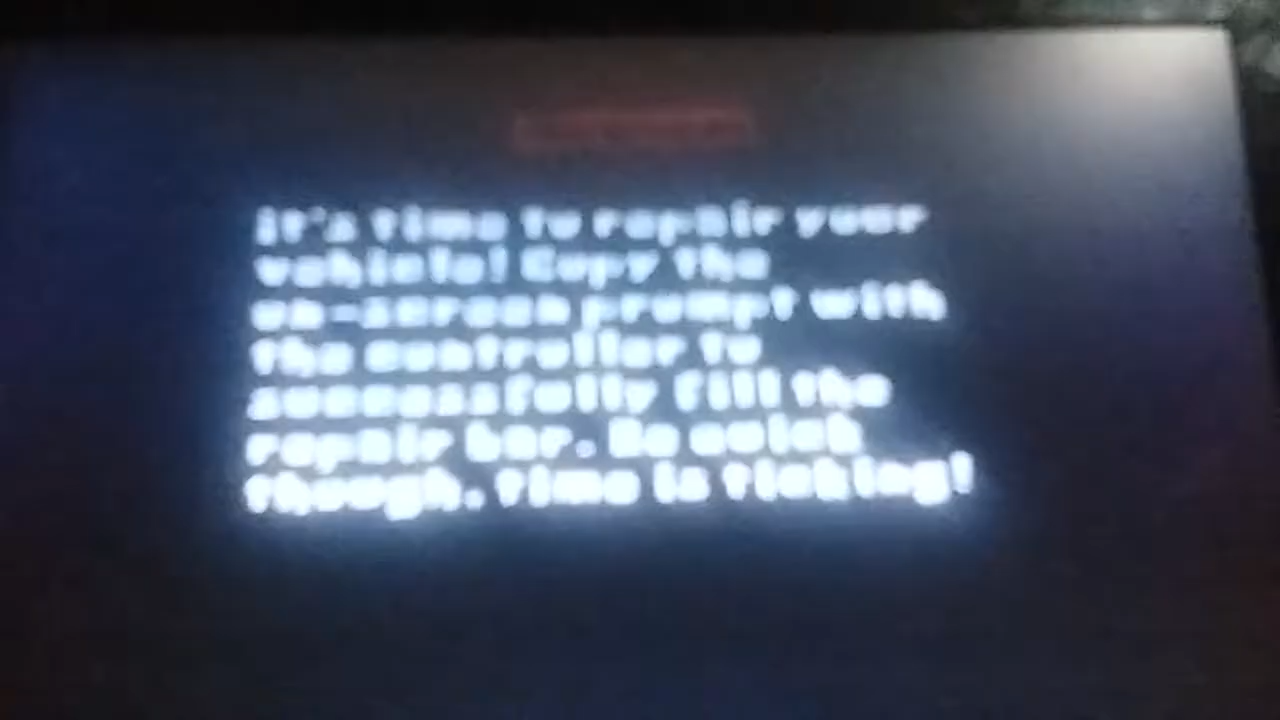 it's time to repair your
vehicle! Copy the
on-screen prompt with
the controller to
successfully fill the
repair bar. Be quick
though. Time is ticking!